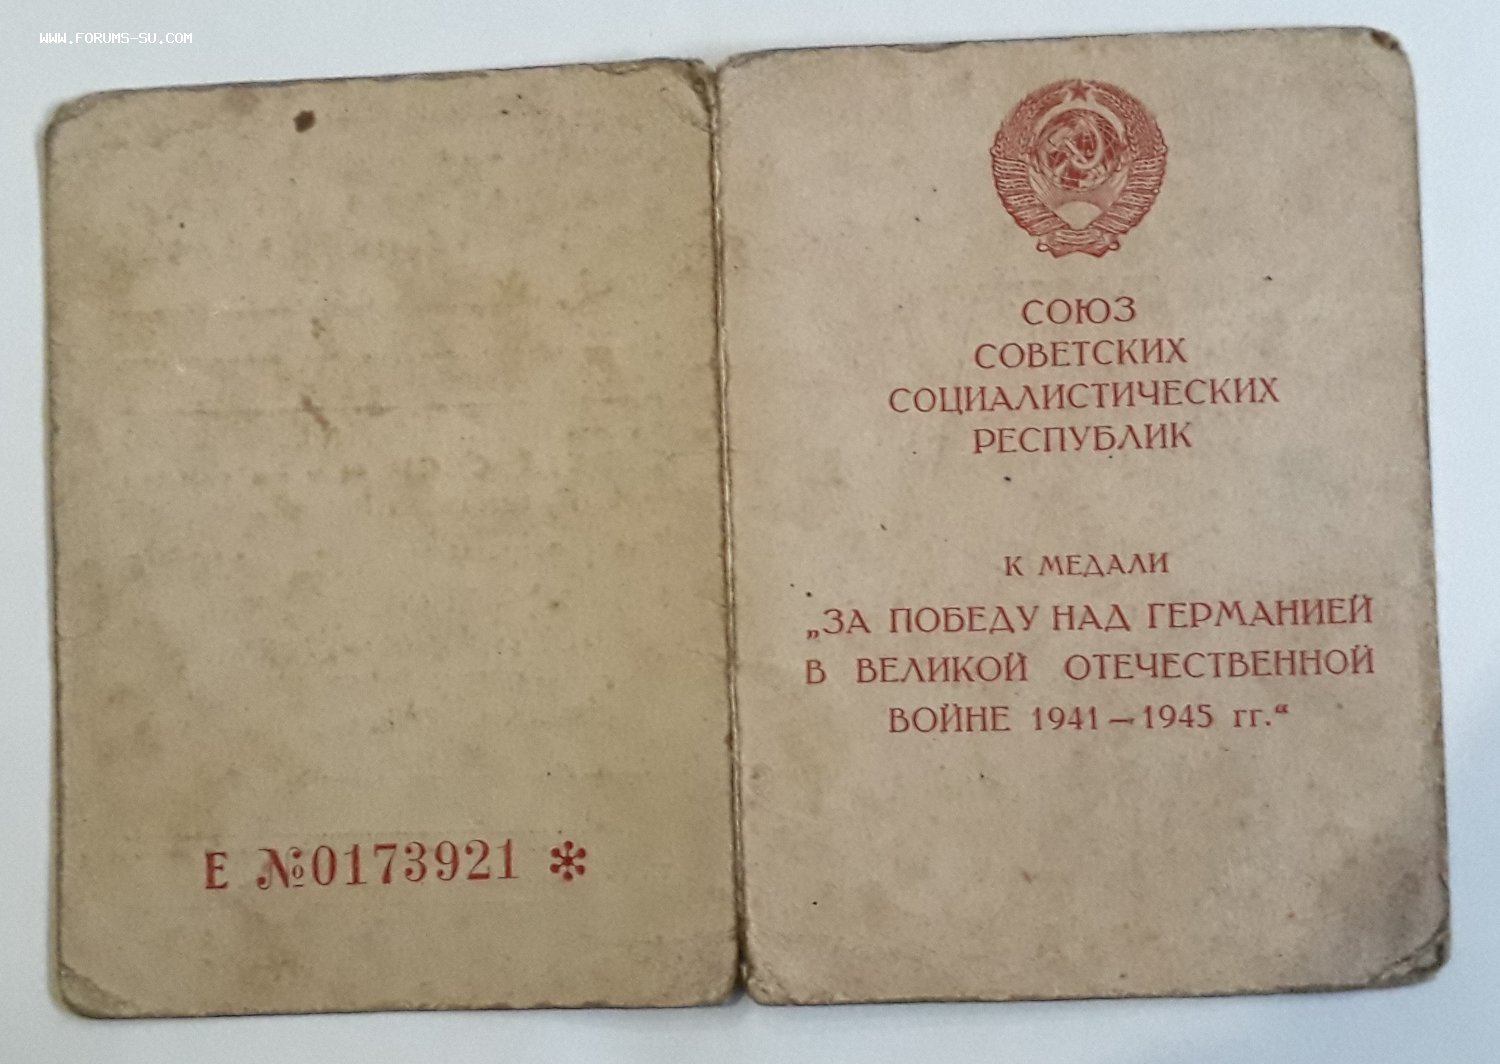 WWW.FORUMS-SU.COM
Е №0173921 *
СОЮЗ
СОВЕТСКИХ
СОЦИАЛИСТИЧЕСКИХ
РЕСПУБЛИК
К МЕДАЛИ
„ЗА ПОБЕДУ НАД ГЕРМАНИЕЙ
В ВЕЛИКОЙ ОТЕЧЕСТВЕННОЙ
ВОЙНЕ 1941—1945 гг.“